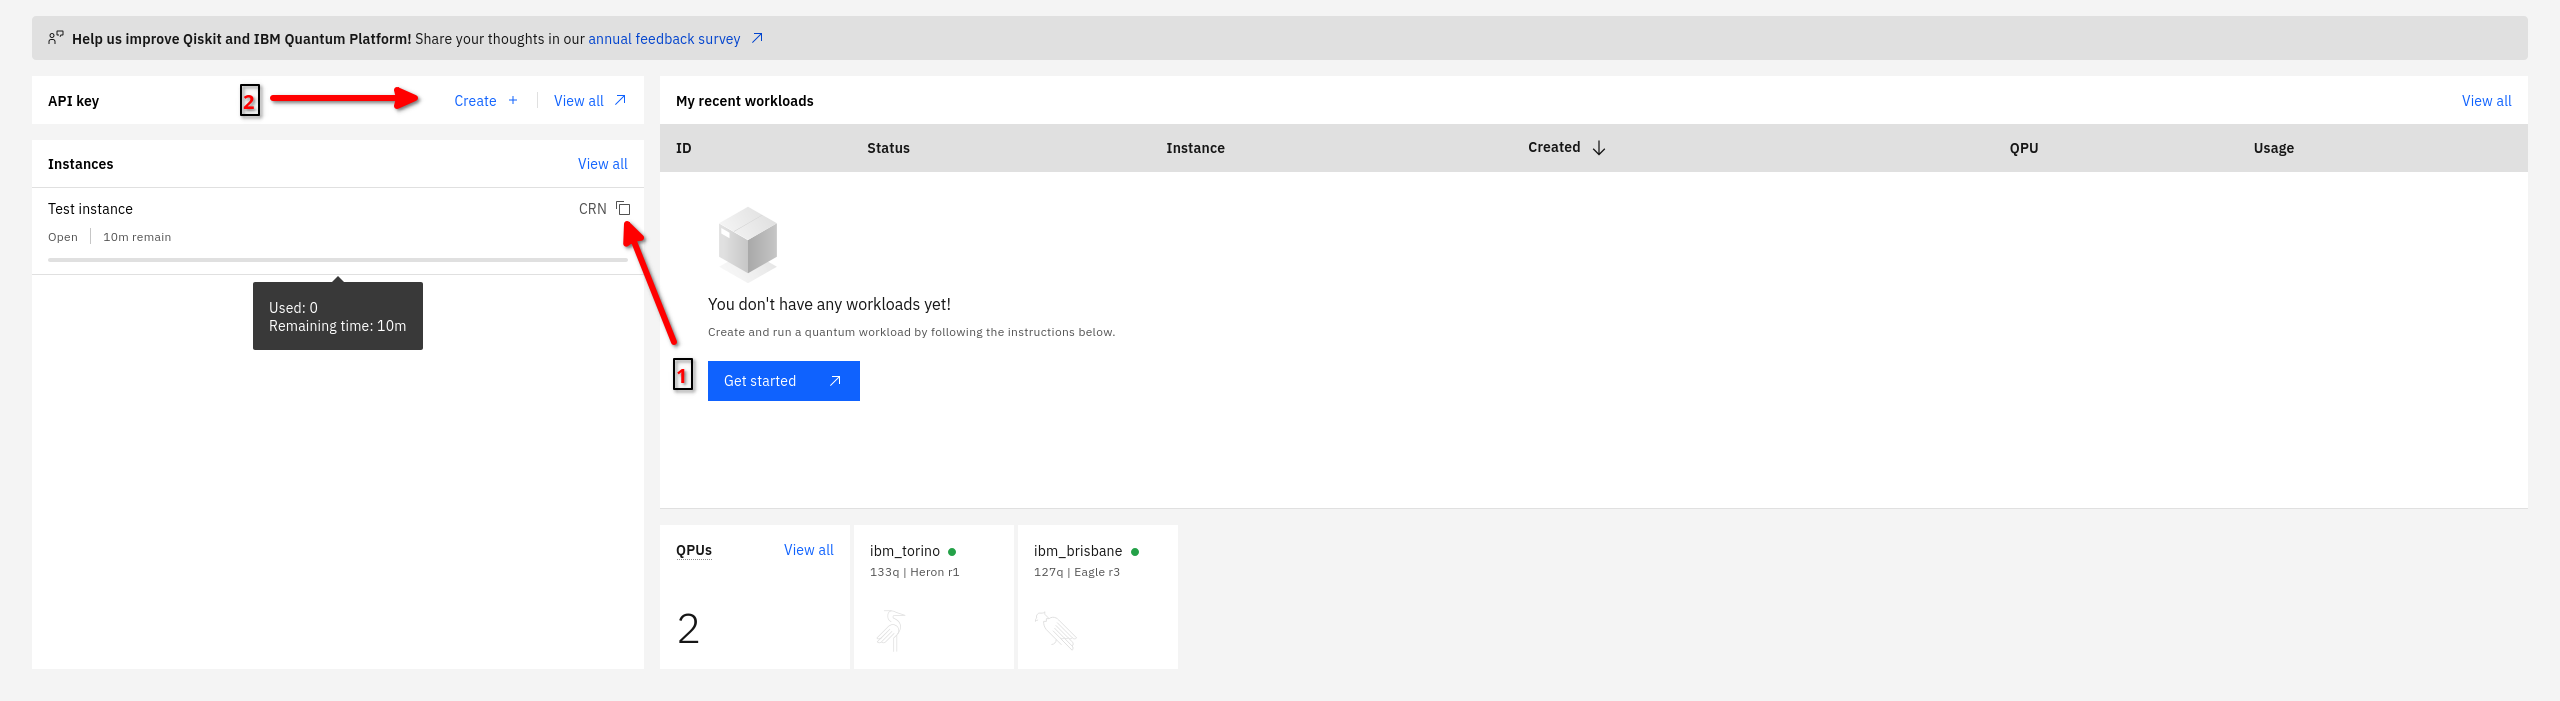 Help us improve Qiskit and IBM Quantum Platform! Share your thoughts in our annual feedback survey
API key
2
Create +
View all
Instances
View all
Test instance
CRN
Open
10m remain
Used: 0
Remaining time: 10m
1
My recent workloads
View all
ID Status Instance Created QPU Usage
You don't have any workloads yet!
Create and run a quantum workload by following the instructions below.
Get started
QPUs
View all
2
ibm_torino
133q | Heron r1
ibm_brisbane
127q | Eagle r3